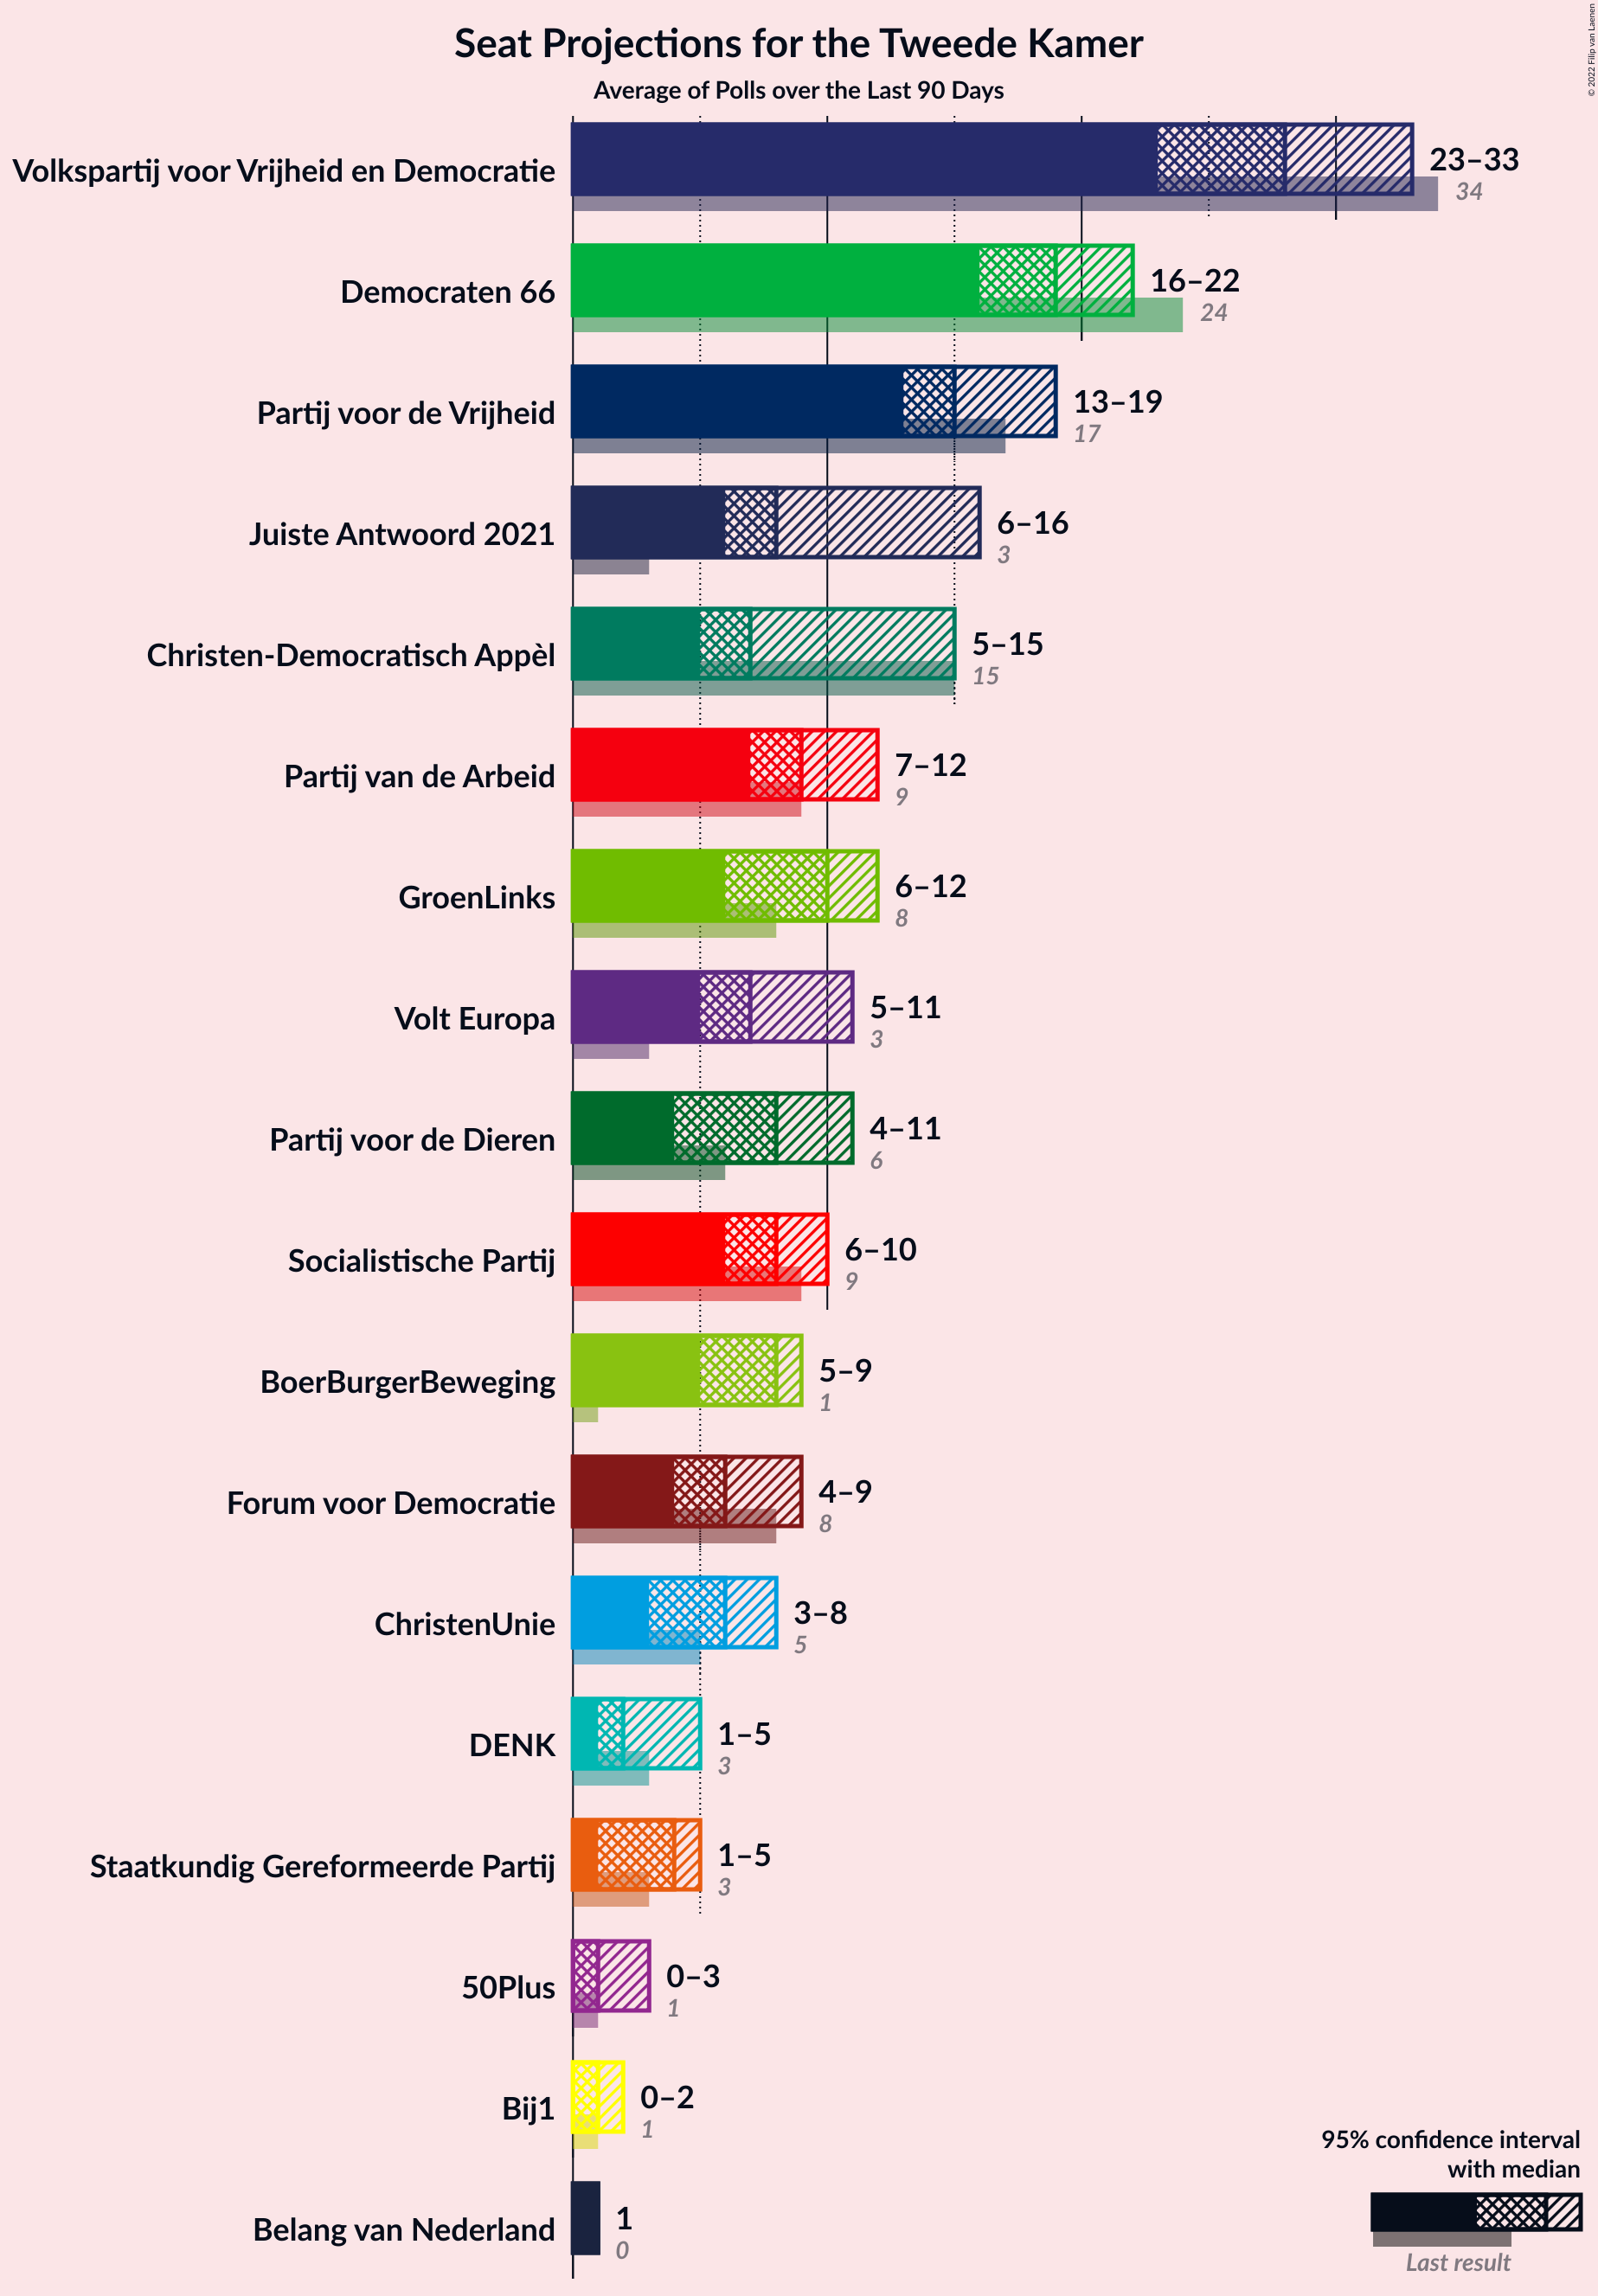 Seat Projections for the Tweede Kamer
Average of Polls over the Last 90 Days
© 2022 Filip van Laenen
Volkspartij voor Vrijheid en Democratie
23–33
34
Democraten 66
16–22
24
Partij voor de Vrijheid
13–19
17
Juiste Antwoord 2021
6–16
3
Christen-Democratisch Appèl
5–15
15
Partij van de Arbeid
7–12
9
GroenLinks
6–12
8
Volt Europa
5–11
3
Partij voor de Dieren
4–11
6
Socialistische Partij
6–10
9
BoerBurgerBeweging
5–9
1
Forum voor Democratie
4–9
8
ChristenUnie
3–8
5
DENK
1–5
3
Staatkundig Gereformeerde Partij
1–5
3
50Plus
0–3
1
Bij1
0–2
1
Belang van Nederland
1
0
95% confidence interval
with median
Last result